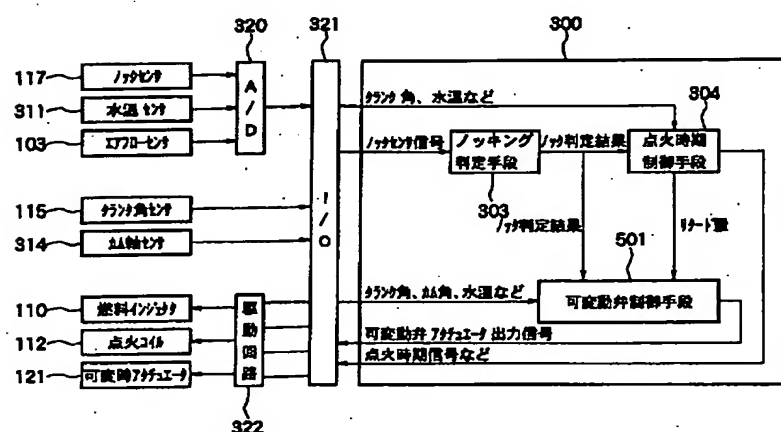 320
321
300
117
ノックセンサ
311
水温センサ
103
エアフローセンサ
A/D
クランク角、水温など
304
ノックセンサ信号
ノッキング判定手段
303
ノック判定結果
点火時期制御手段
115
クランク角センサ
314
カム軸センサ
I/O
ノック判定結果
リタード量
501
110
燃料インジェクタ
112
点火コイル
121
可変時アクチュエータ
駆動回路
322
クランク角、カム角、水温など
可変動弁制御手段
可変動弁アクチュエータ出力信号
点火時期信号など